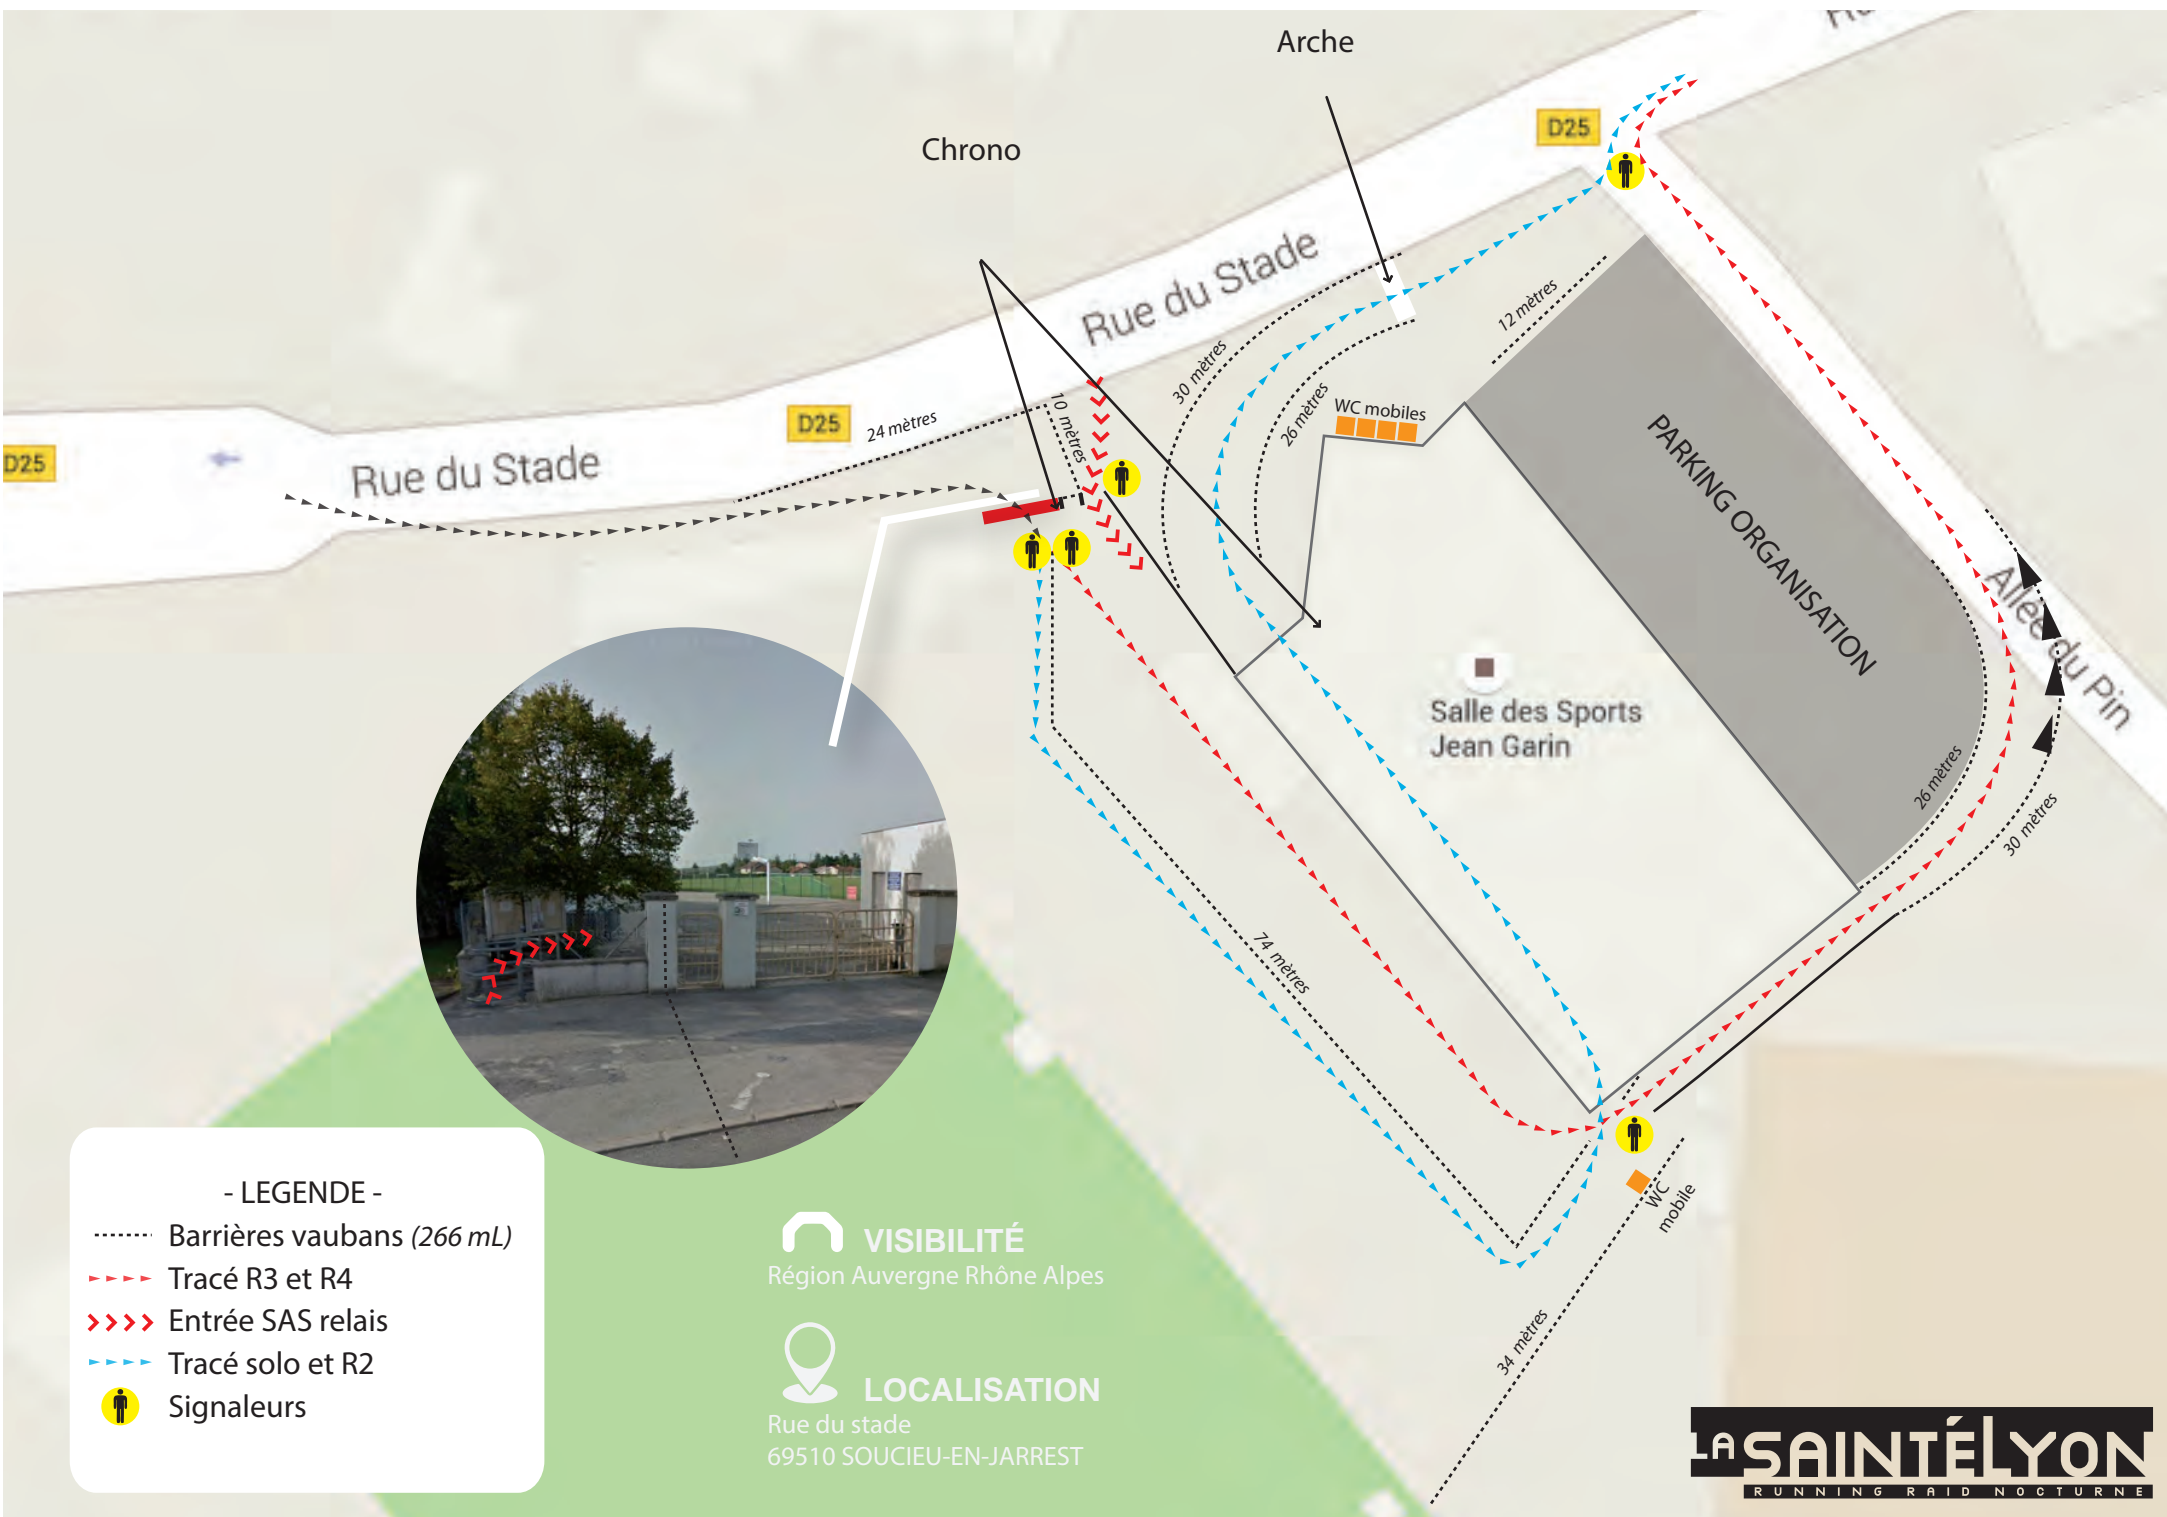 Arche
Chrono
D25
Rue du Stade
D25
D25
Rue du Stade
24 mètres
10 mètres
30 mètres
26 mètres
12 mètres
WC mobiles
PARKING ORGANISATION
Allée du Pin
Salle des Sports
Jean Garin
26 mètres
30 mètres
74 mètres
34 mètres
WC
mobile
- LEGENDE -
Barrières vaubans (266 mL)
Tracé R3 et R4
Entrée SAS relais
Tracé solo et R2
Signaleurs
VISIBILITÉ
Région Auvergne Rhône Alpes
LOCALISATION
Rue du stade
69510 SOUCIEU-EN-JARREST
LA SAINTÉLYON
RUNNING RAID NOCTURNE